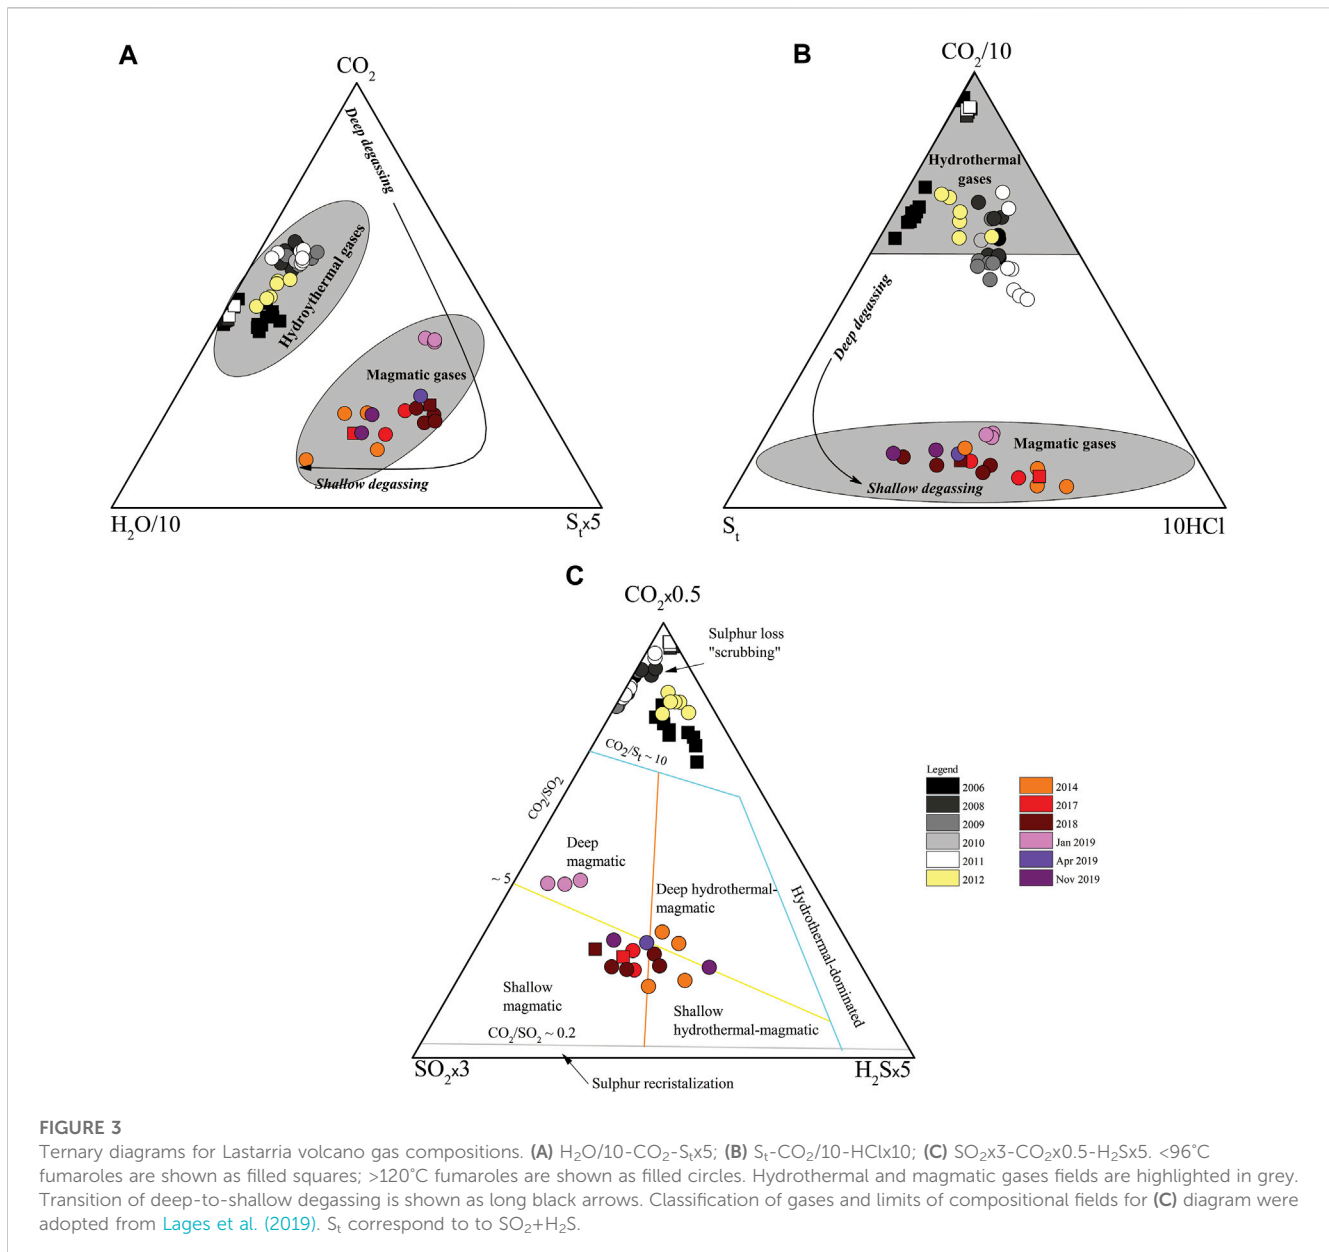 A
CO2
Deep degassing
Hydroythermal gases
Magmatic gases
Shallow degassing
H2O/10
Stx5
B
CO2/10
Hydrothermal
gases
Deep degassing
Magmatic gases
Shallow degassing
St
10HCl
C
CO2x0.5
Sulphur loss
"scrubbing"
CO2/St ~ 10
CO2/SO2
Deep
magmatic
~ 5
Deep hydrothermal-
magmatic
Hydrothermal-dominated
Shallow
magmatic
Shallow
hydrothermal-magmatic
CO2/SO2 ~ 0.2
SO2x3
H2Sx5
Sulphur recristalization
Legend
2006
2008
2009
2010
2011
2012
2014
2017
2018
Jan 2019
Apr 2019
Nov 2019
FIGURE 3
Ternary diagrams for Lastarria volcano gas compositions. (A) H2O/10-CO2-Stx5; (B) St-CO2/10-HClx10; (C) SO2x3-CO2x0.5-H2Sx5. <96°C
fumaroles are shown as filled squares; >120°C fumaroles are shown as filled circles. Hydrothermal and magmatic gases fields are highlighted in grey.
Transition of deep-to-shallow degassing is shown as long black arrows. Classification of gases and limits of compositional fields for (C) diagram were
adopted from Lages et al. (2019). St correspond to to SO2+H2S.